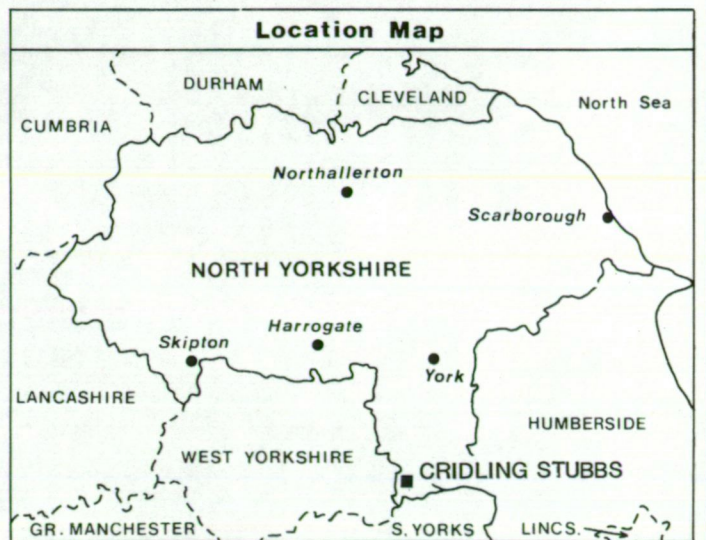 Location Map
DURHAM
CLEVELAND
North Sea
CUMBRIA
Northallerton
Scarborough
NORTH YORKSHIRE
Harrogate
Skipton
York
LANCASHIRE
HUMBERSIDE
WEST YORKSHIRE
CRIDLING STUBBS
GR. MANCHESTER
S. YORKS
LINCS.